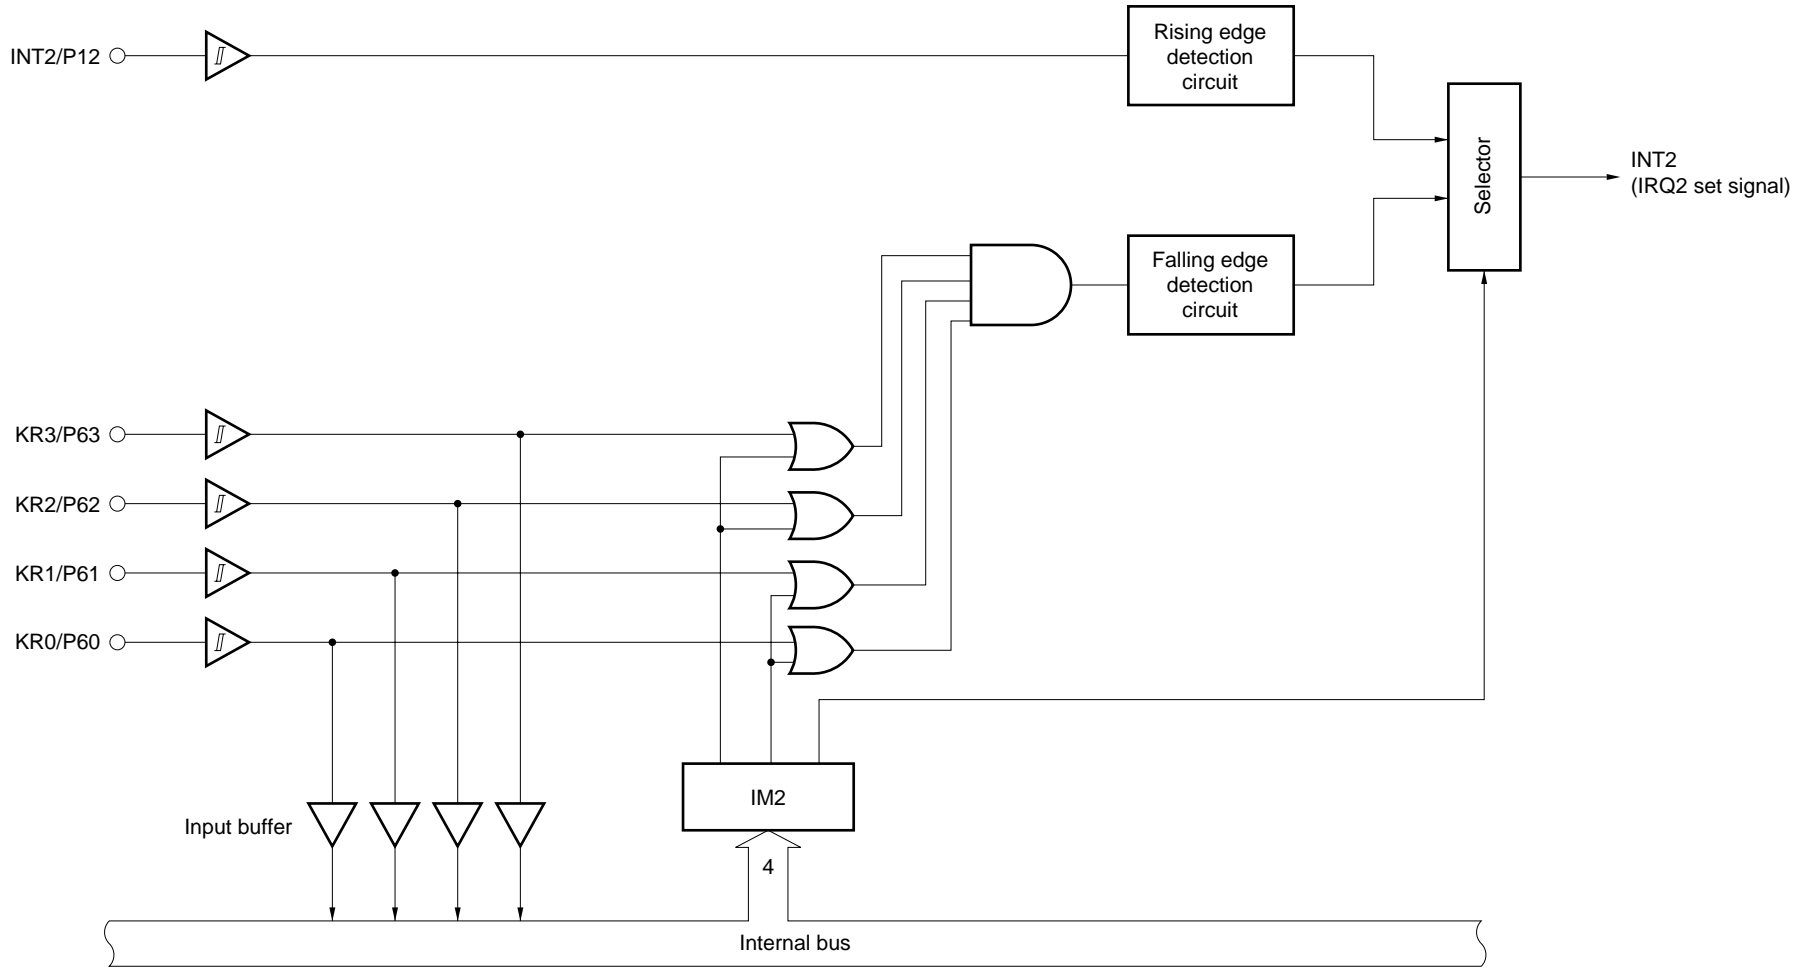 INT2/P12
Rising edge
detection
circuit
Selector
INT2
(IRQ2 set signal)
Falling edge
detection
circuit
KR3/P63
KR2/P62
KR1/P61
KR0/P60
IM2
Input buffer
4
Internal bus